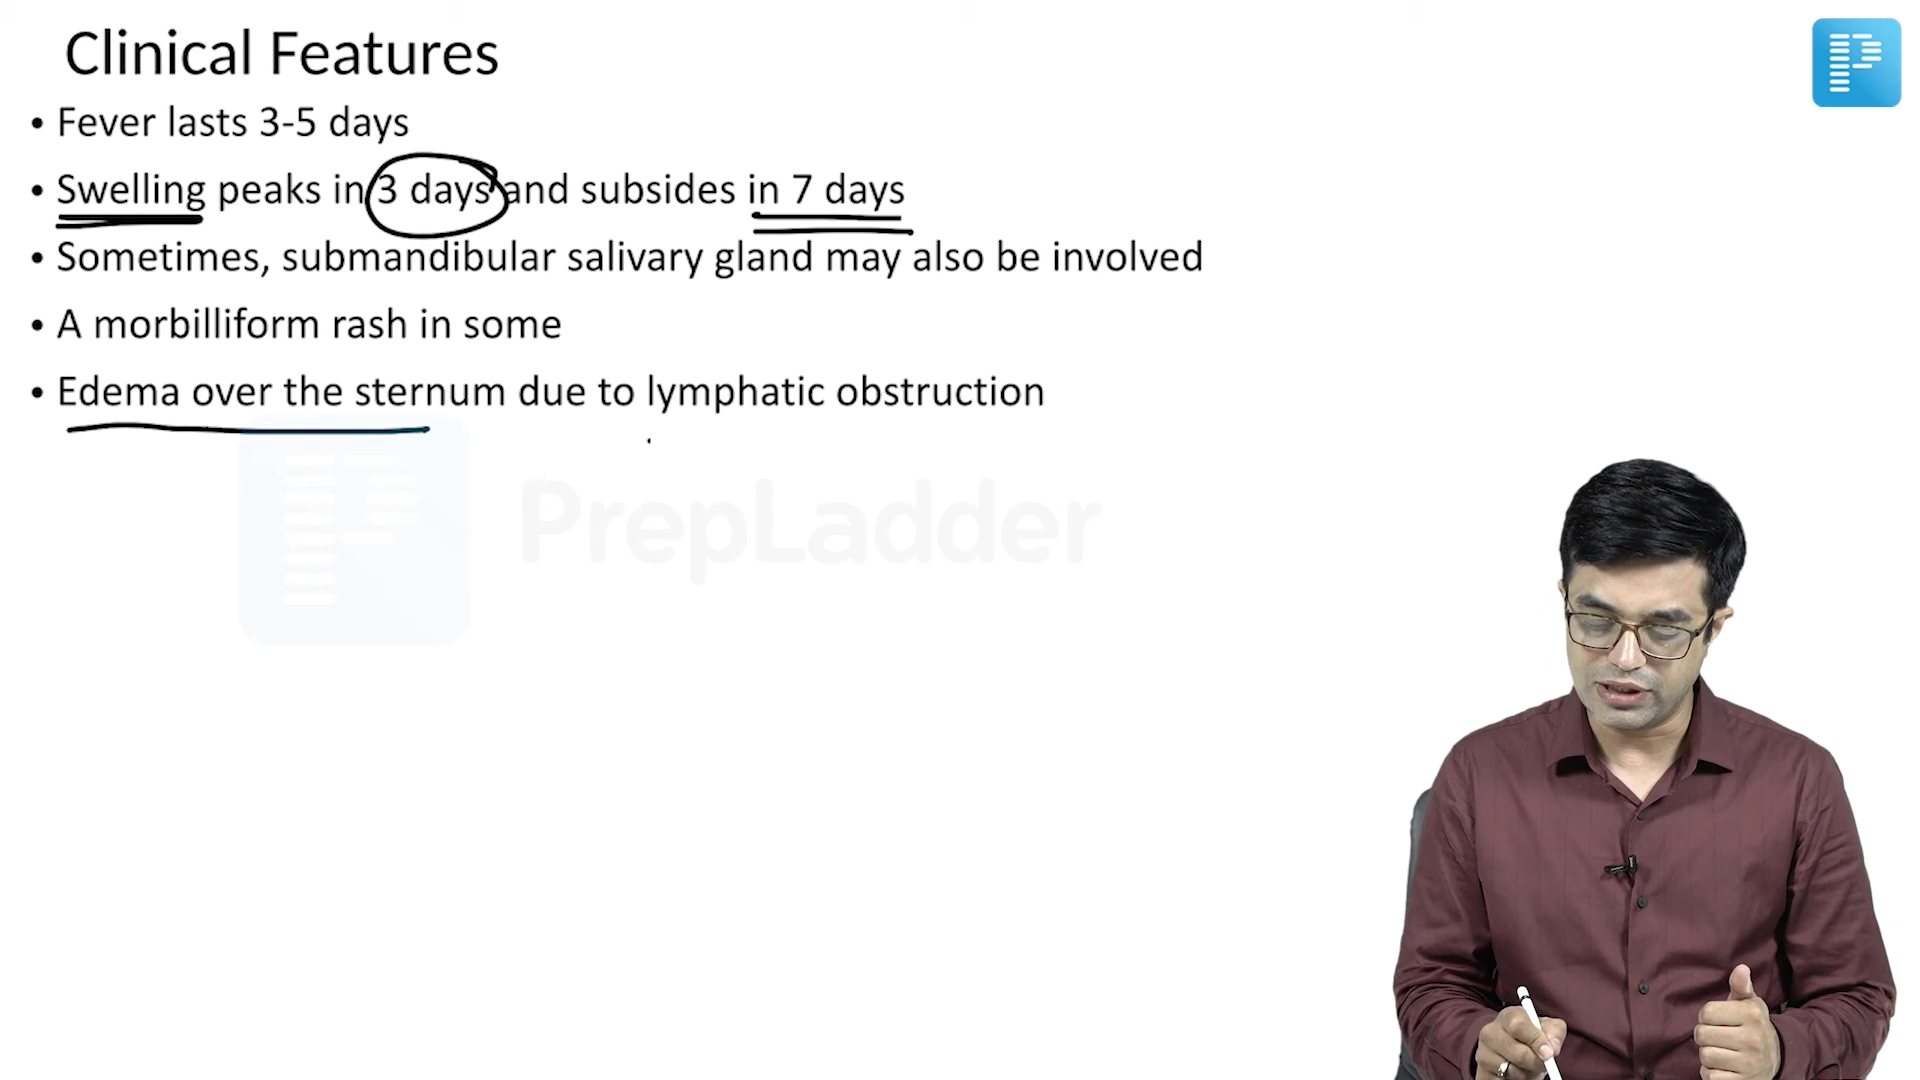 Clinical Features
• Fever lasts 3-5 days
• Swelling peaks in 3 days and subsides in 7 days
• Sometimes, submandibular salivary gland may also be involved
• A morbilliform rash in some
• Edema over the sternum due to lymphatic obstruction
PrepLadder